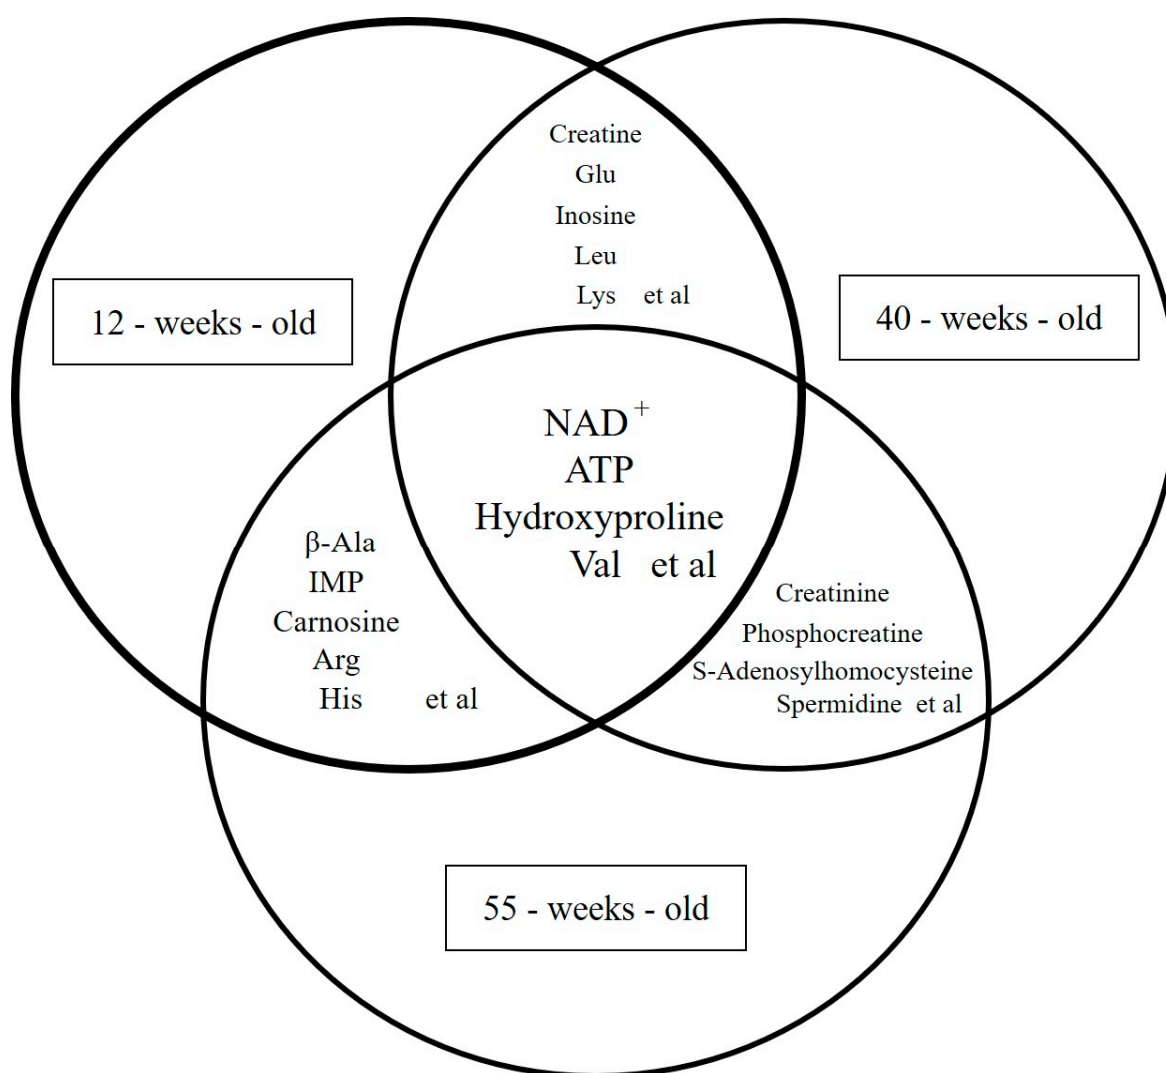 Creatine
Glu
Inosine
Leu
Lys et al
12 - weeks - old
40 - weeks - old
NAD⁺
ATP
Hydroxyproline
Val et al
β-Ala
IMP
Carnosine
Arg
His et al
Creatinine
Phosphocreatine
S-Adenosylhomocysteine
Spermidine et al
55 - weeks - old